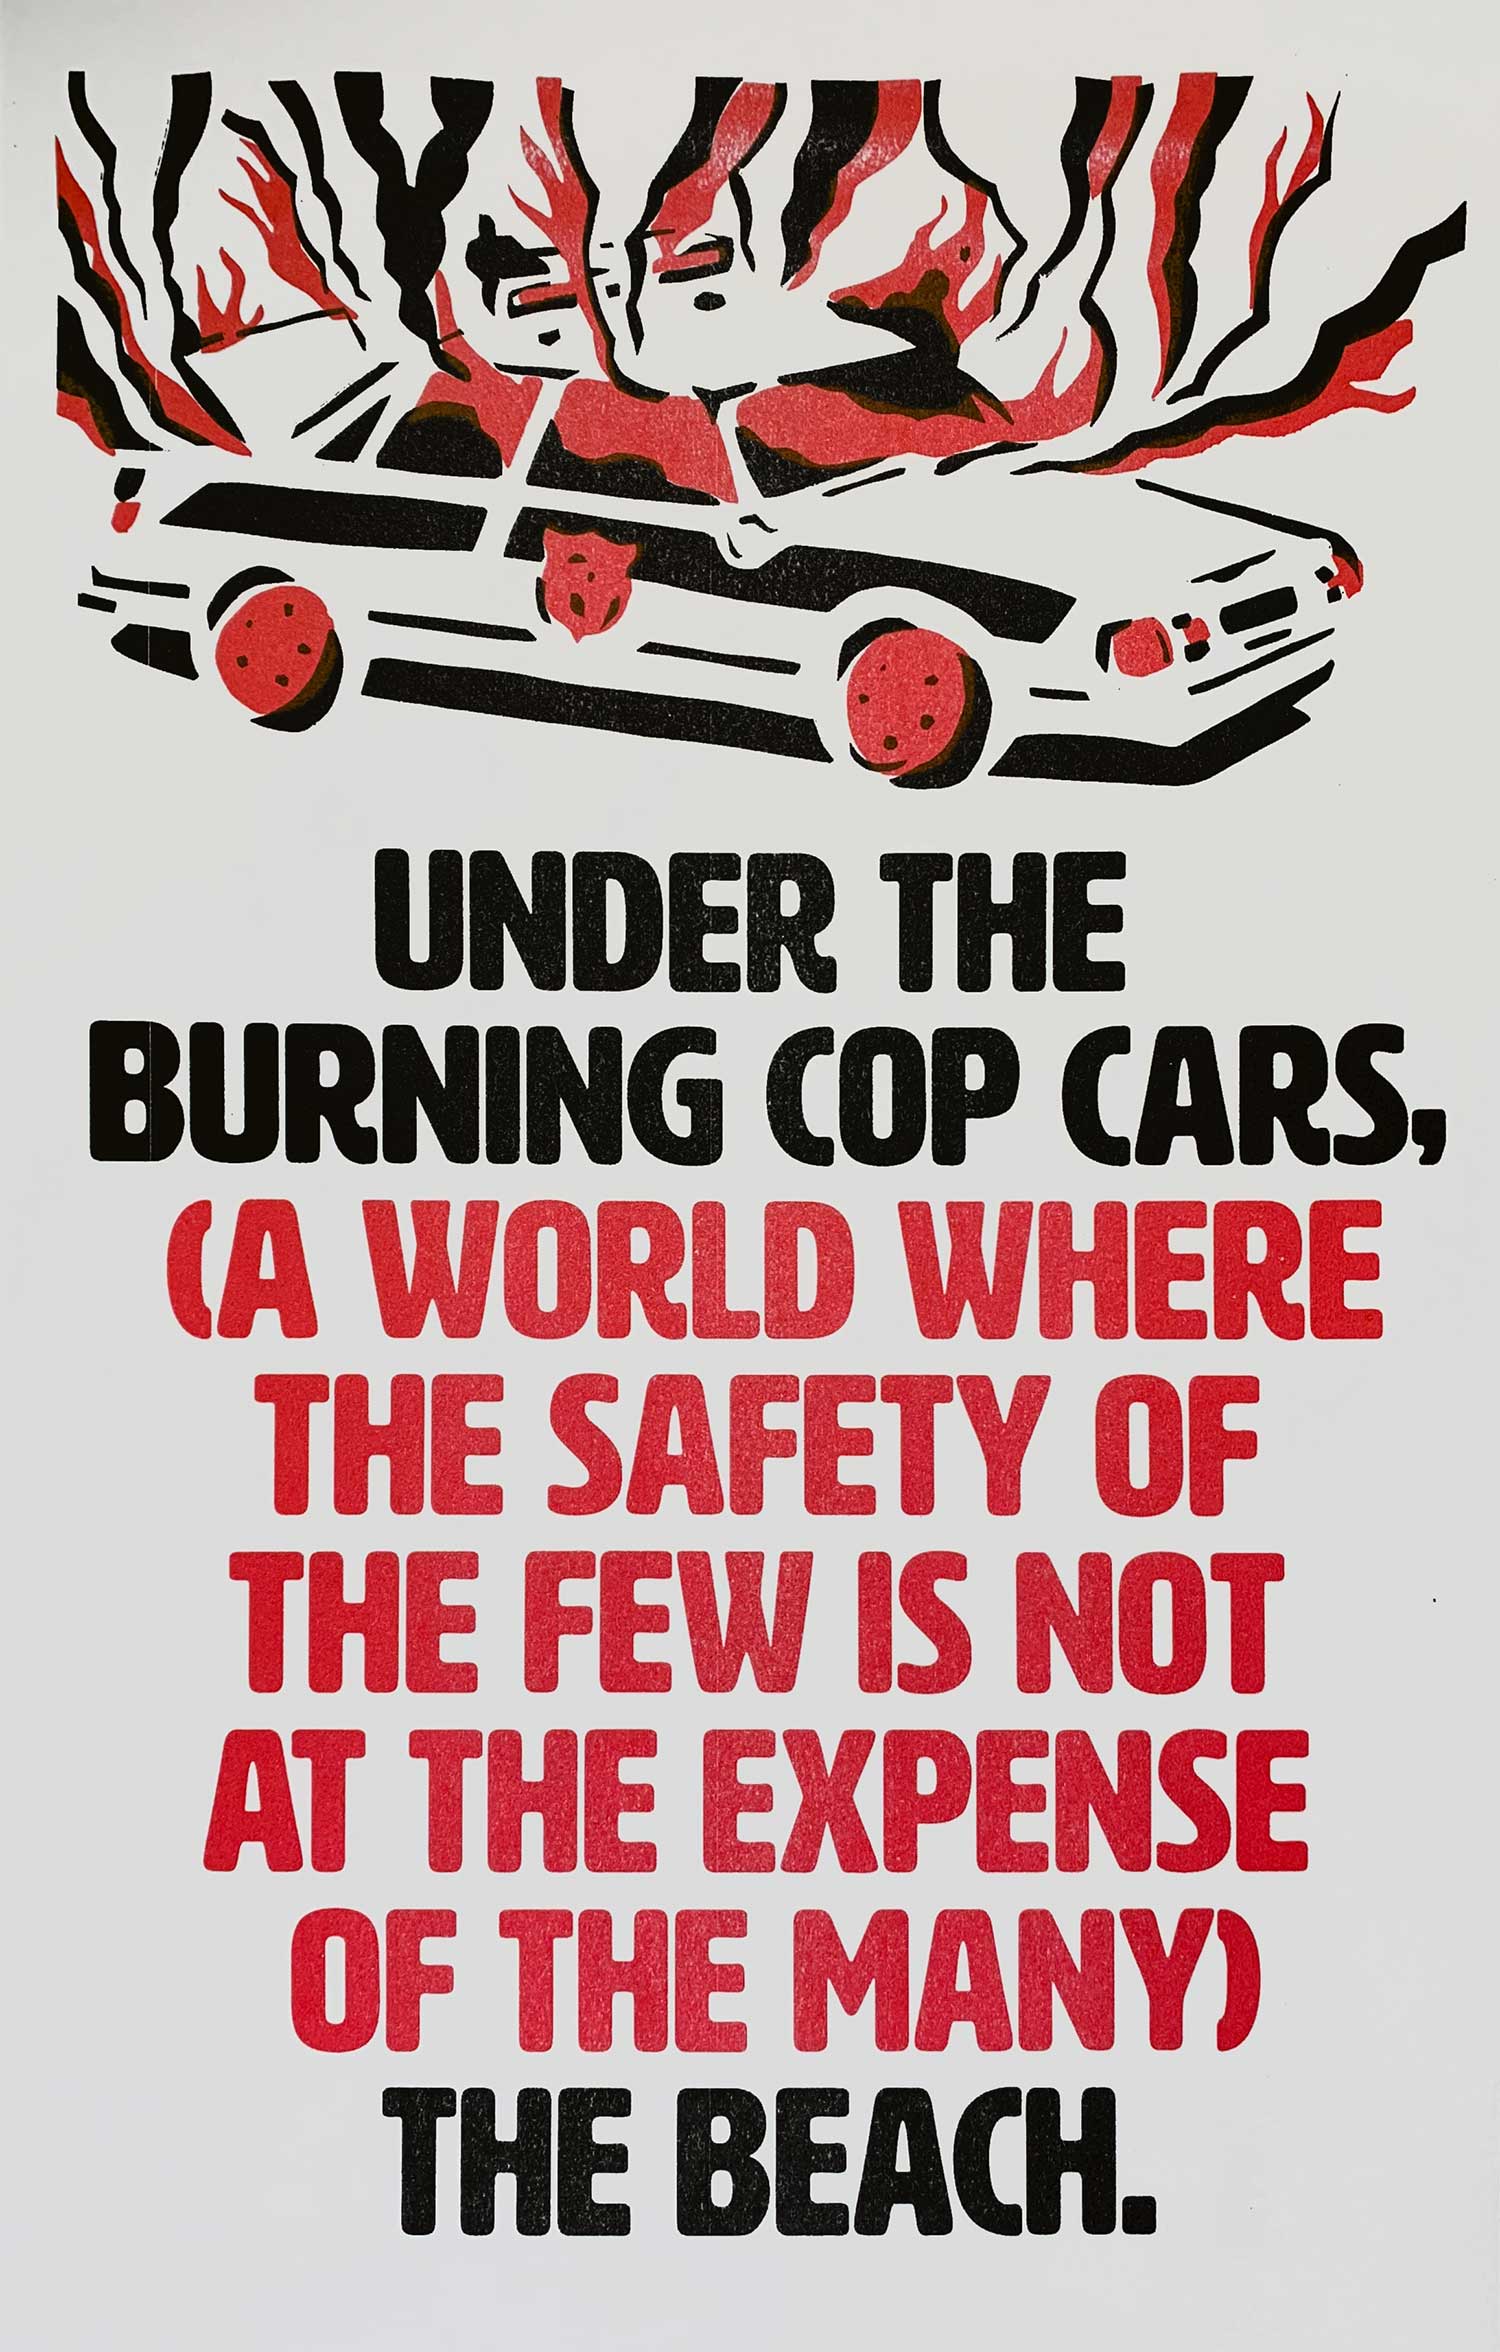 UNDER THE
BURNING COP CARS,
(A WORLD WHERE
THE SAFETY OF
THE FEW IS NOT
AT THE EXPENSE
OF THE MANY)
THE BEACH.